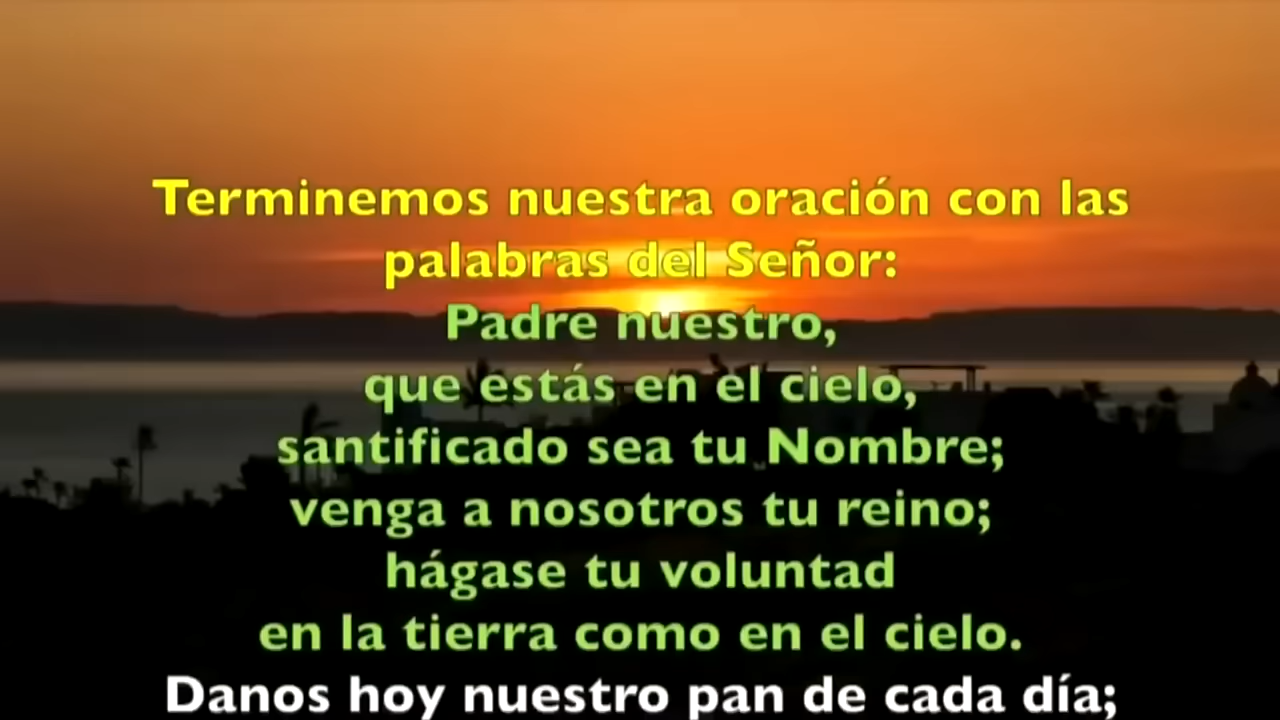 Terminemos nuestra oración con las
palabras del Señor:
Padre nuestro,
que estás en el cielo,
santificado sea tu Nombre;
venga a nosotros tu reino;
hágase tu voluntad
en la tierra como en el cielo.
Danos hoy nuestro pan de cada día;